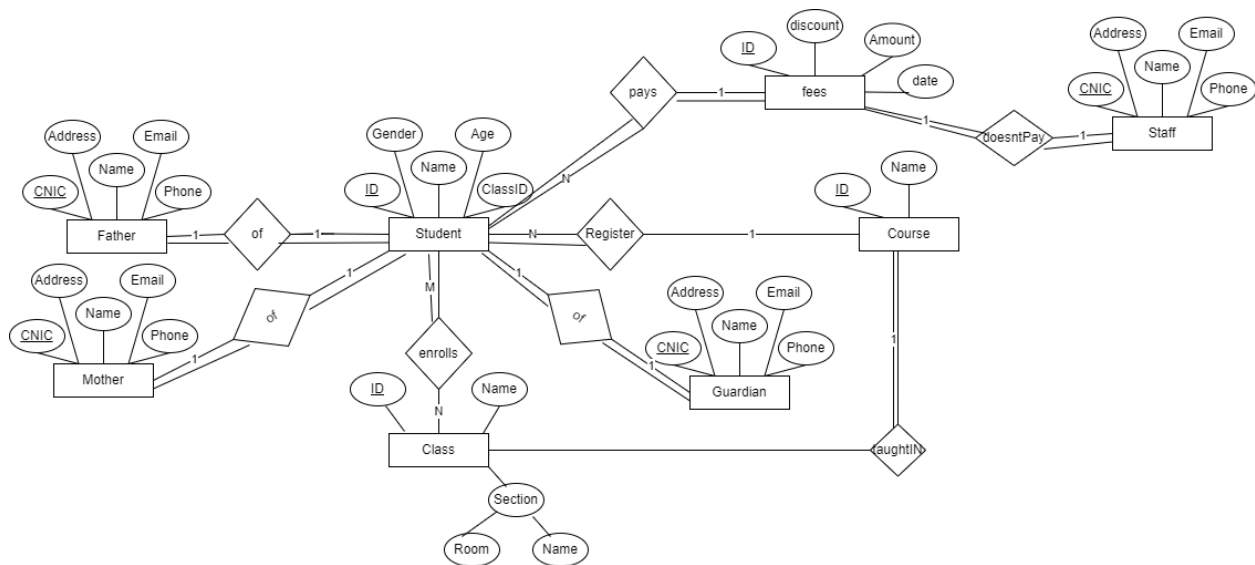 discount
ID
Amount
Address
Email
Name
date
pays
1
fees
CNIC
Phone
1
doesntPay
1
Staff
Gender
Age
Address
Email
Name
Name
N
Name
CNIC
Phone
ID
ClassID
ID
Father
1
of
1
Student
N
Register
1
Course
Address
Email
1
M
1
Address
Email
Name
of
of
Name
CNIC
Phone
enrolls
CNIC
Phone
1
1
1
Mother
Guardian
ID
Name
N
Class
taughtIN
Section
Room
Name